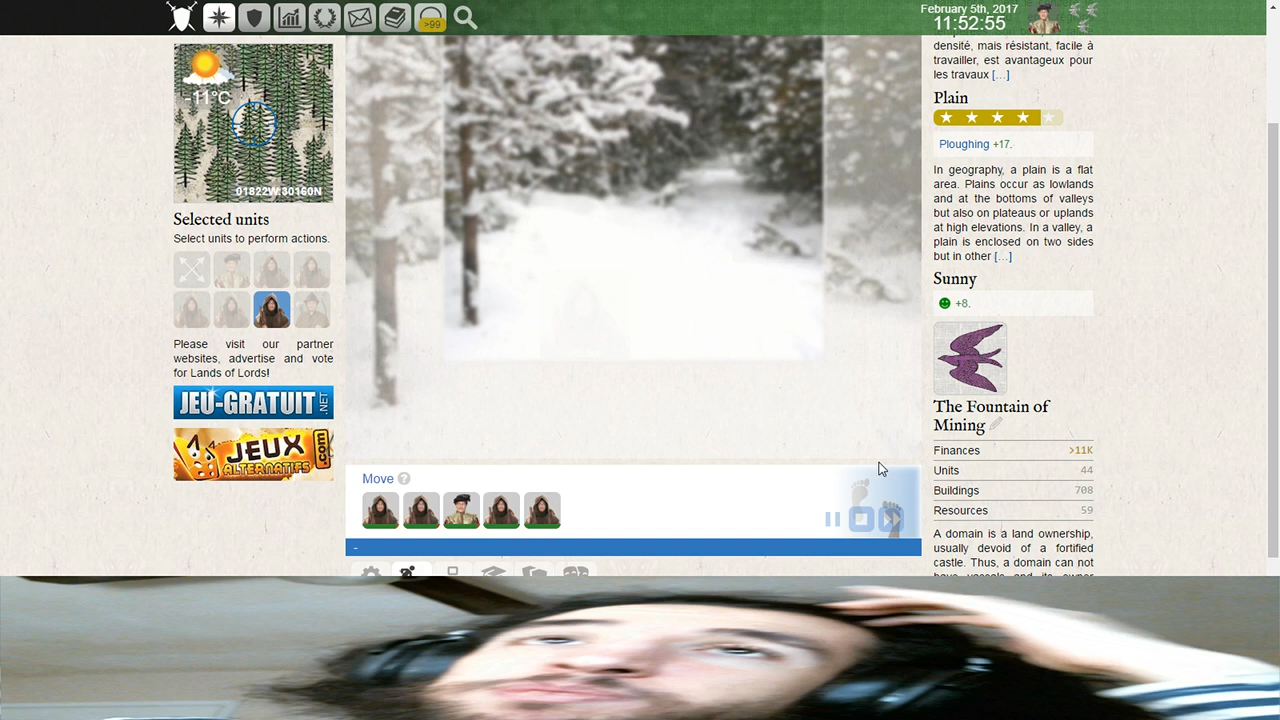 >99
February 5th, 2017
11:52:55
-11°C
01822W 30160N
Selected units
Select units to perform actions.
Please visit our partner
websites, advertise and vote
for Lands of Lords!
JEU-GRATUIT.NET
JEUX
ALTERNATIFS.com
Move ?
-
densité, mais résistant, facile à
travailler, est avantageux pour
les travaux [...]
Plain
Ploughing +17.
In geography, a plain is a flat
area. Plains occur as lowlands
and at the bottoms of valleys
but also on plateaus or uplands
at high elevations. In a valley, a
plain is enclosed on two sides
but in other [...]
Sunny
+8.
The Fountain of
Mining
Finances >11K
Units 44
Buildings 708
Resources 59
A domain is a land ownership,
usually devoid of a fortified
castle. Thus, a domain can not